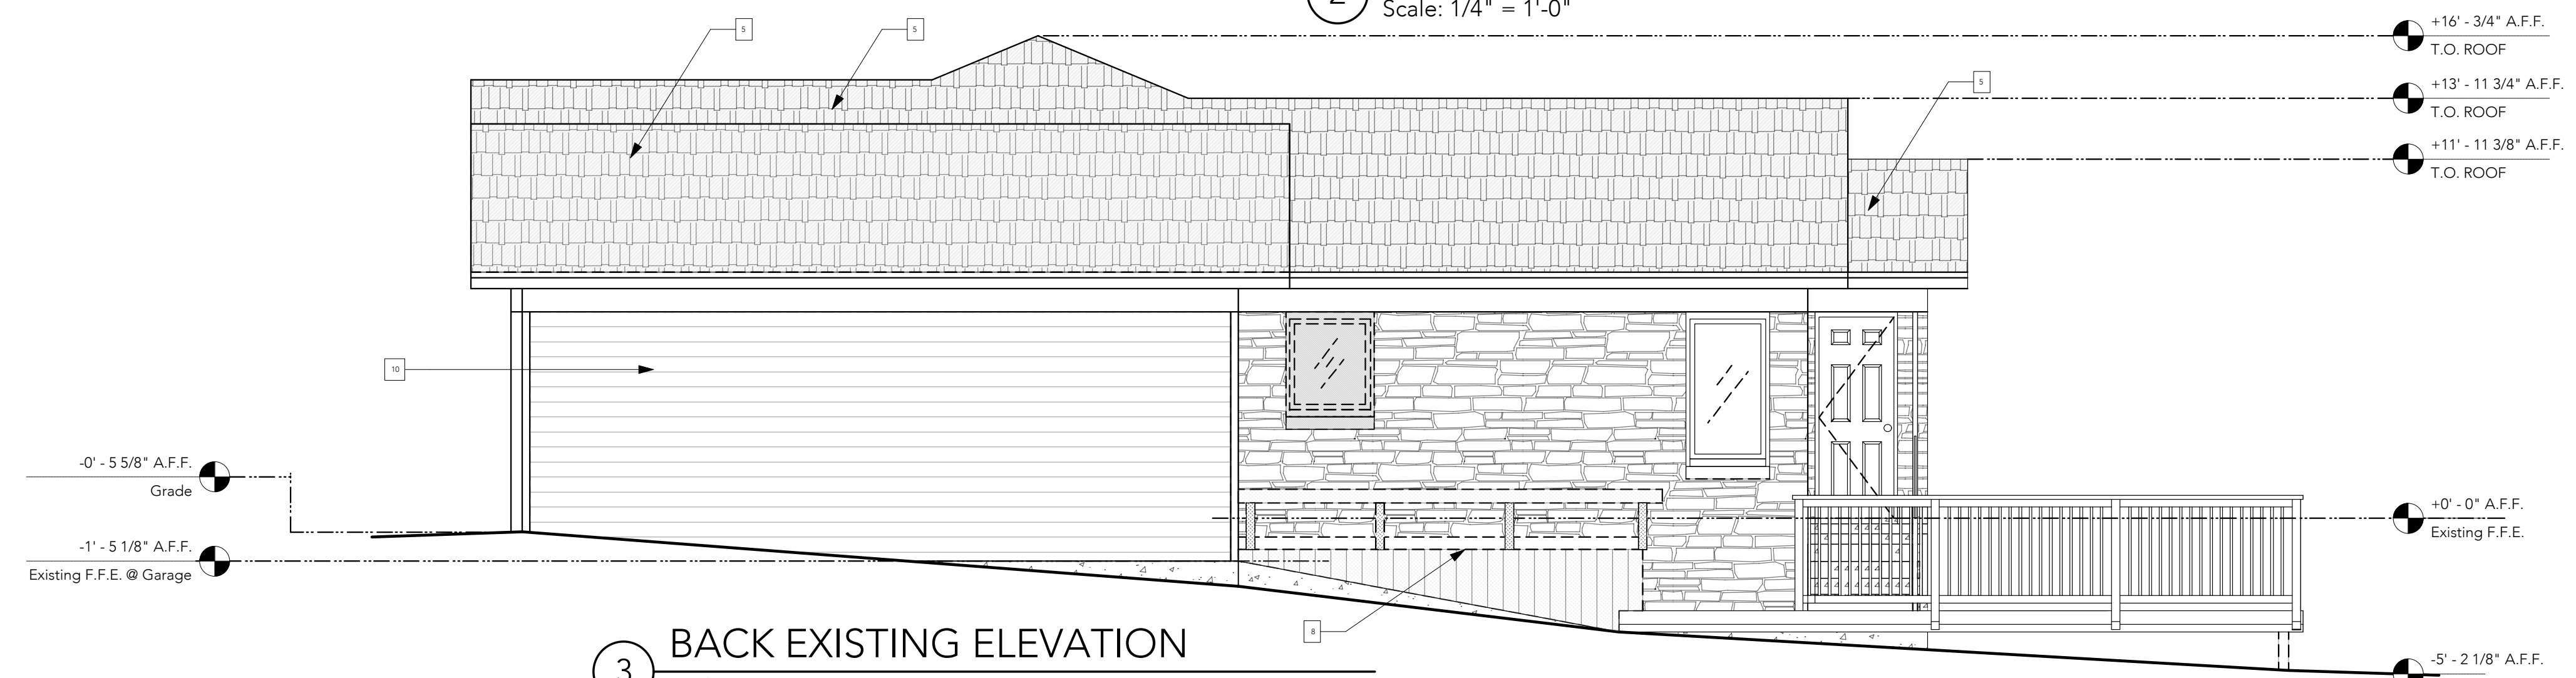 2
Scale: 1/4" = 1'-0"
+16' - 3/4" A.F.F.
T.O. ROOF
5
5
5
+13' - 11 3/4" A.F.F.
T.O. ROOF
+11' - 11 3/8" A.F.F.
T.O. ROOF
10
-0' - 5 5/8" A.F.F.
Grade
+0' - 0" A.F.F.
Existing F.F.E.
-1' - 5 1/8" A.F.F.
Existing F.F.E. @ Garage
8
3
BACK EXISTING ELEVATION
-5' - 2 1/8" A.F.F.